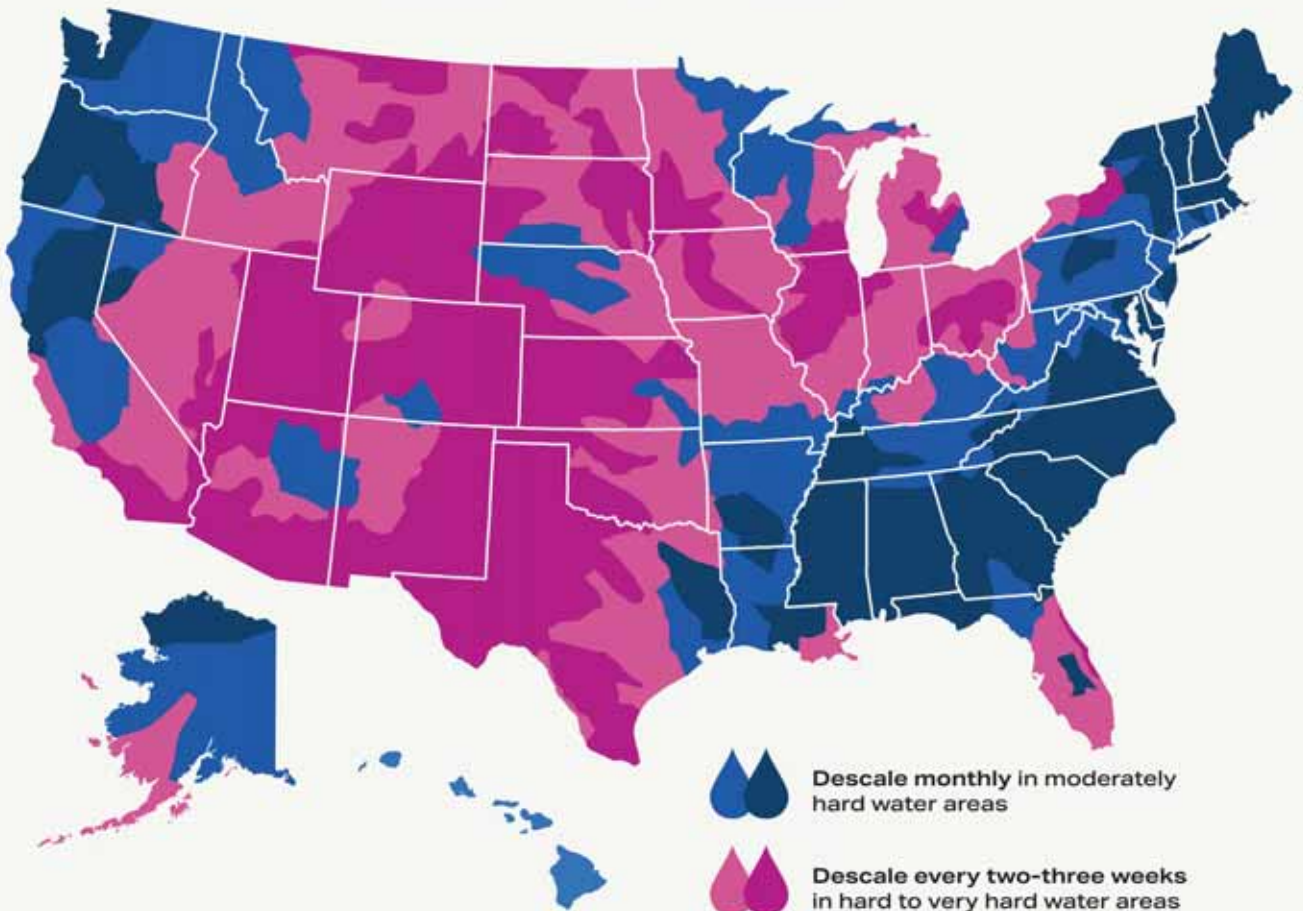 Descale monthly in moderately
hard water areas
Descale every two-three weeks
in hard to very hard water areas